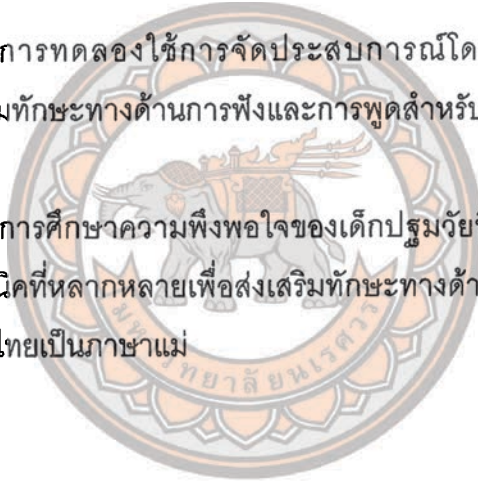 การทดลองใช้การจัดประสบการณ์โด
มทักษะทางด้านการฟังและการพูดสำหรับ
การศึกษาความพึงพอใจของเด็กปฐมวัยที่
นิคที่หลากหลายเพื่อส่งเสริมทักษะทางด้า
ไทยเป็นภาษาแม่
มหาวิทยาลัยนเรศวร